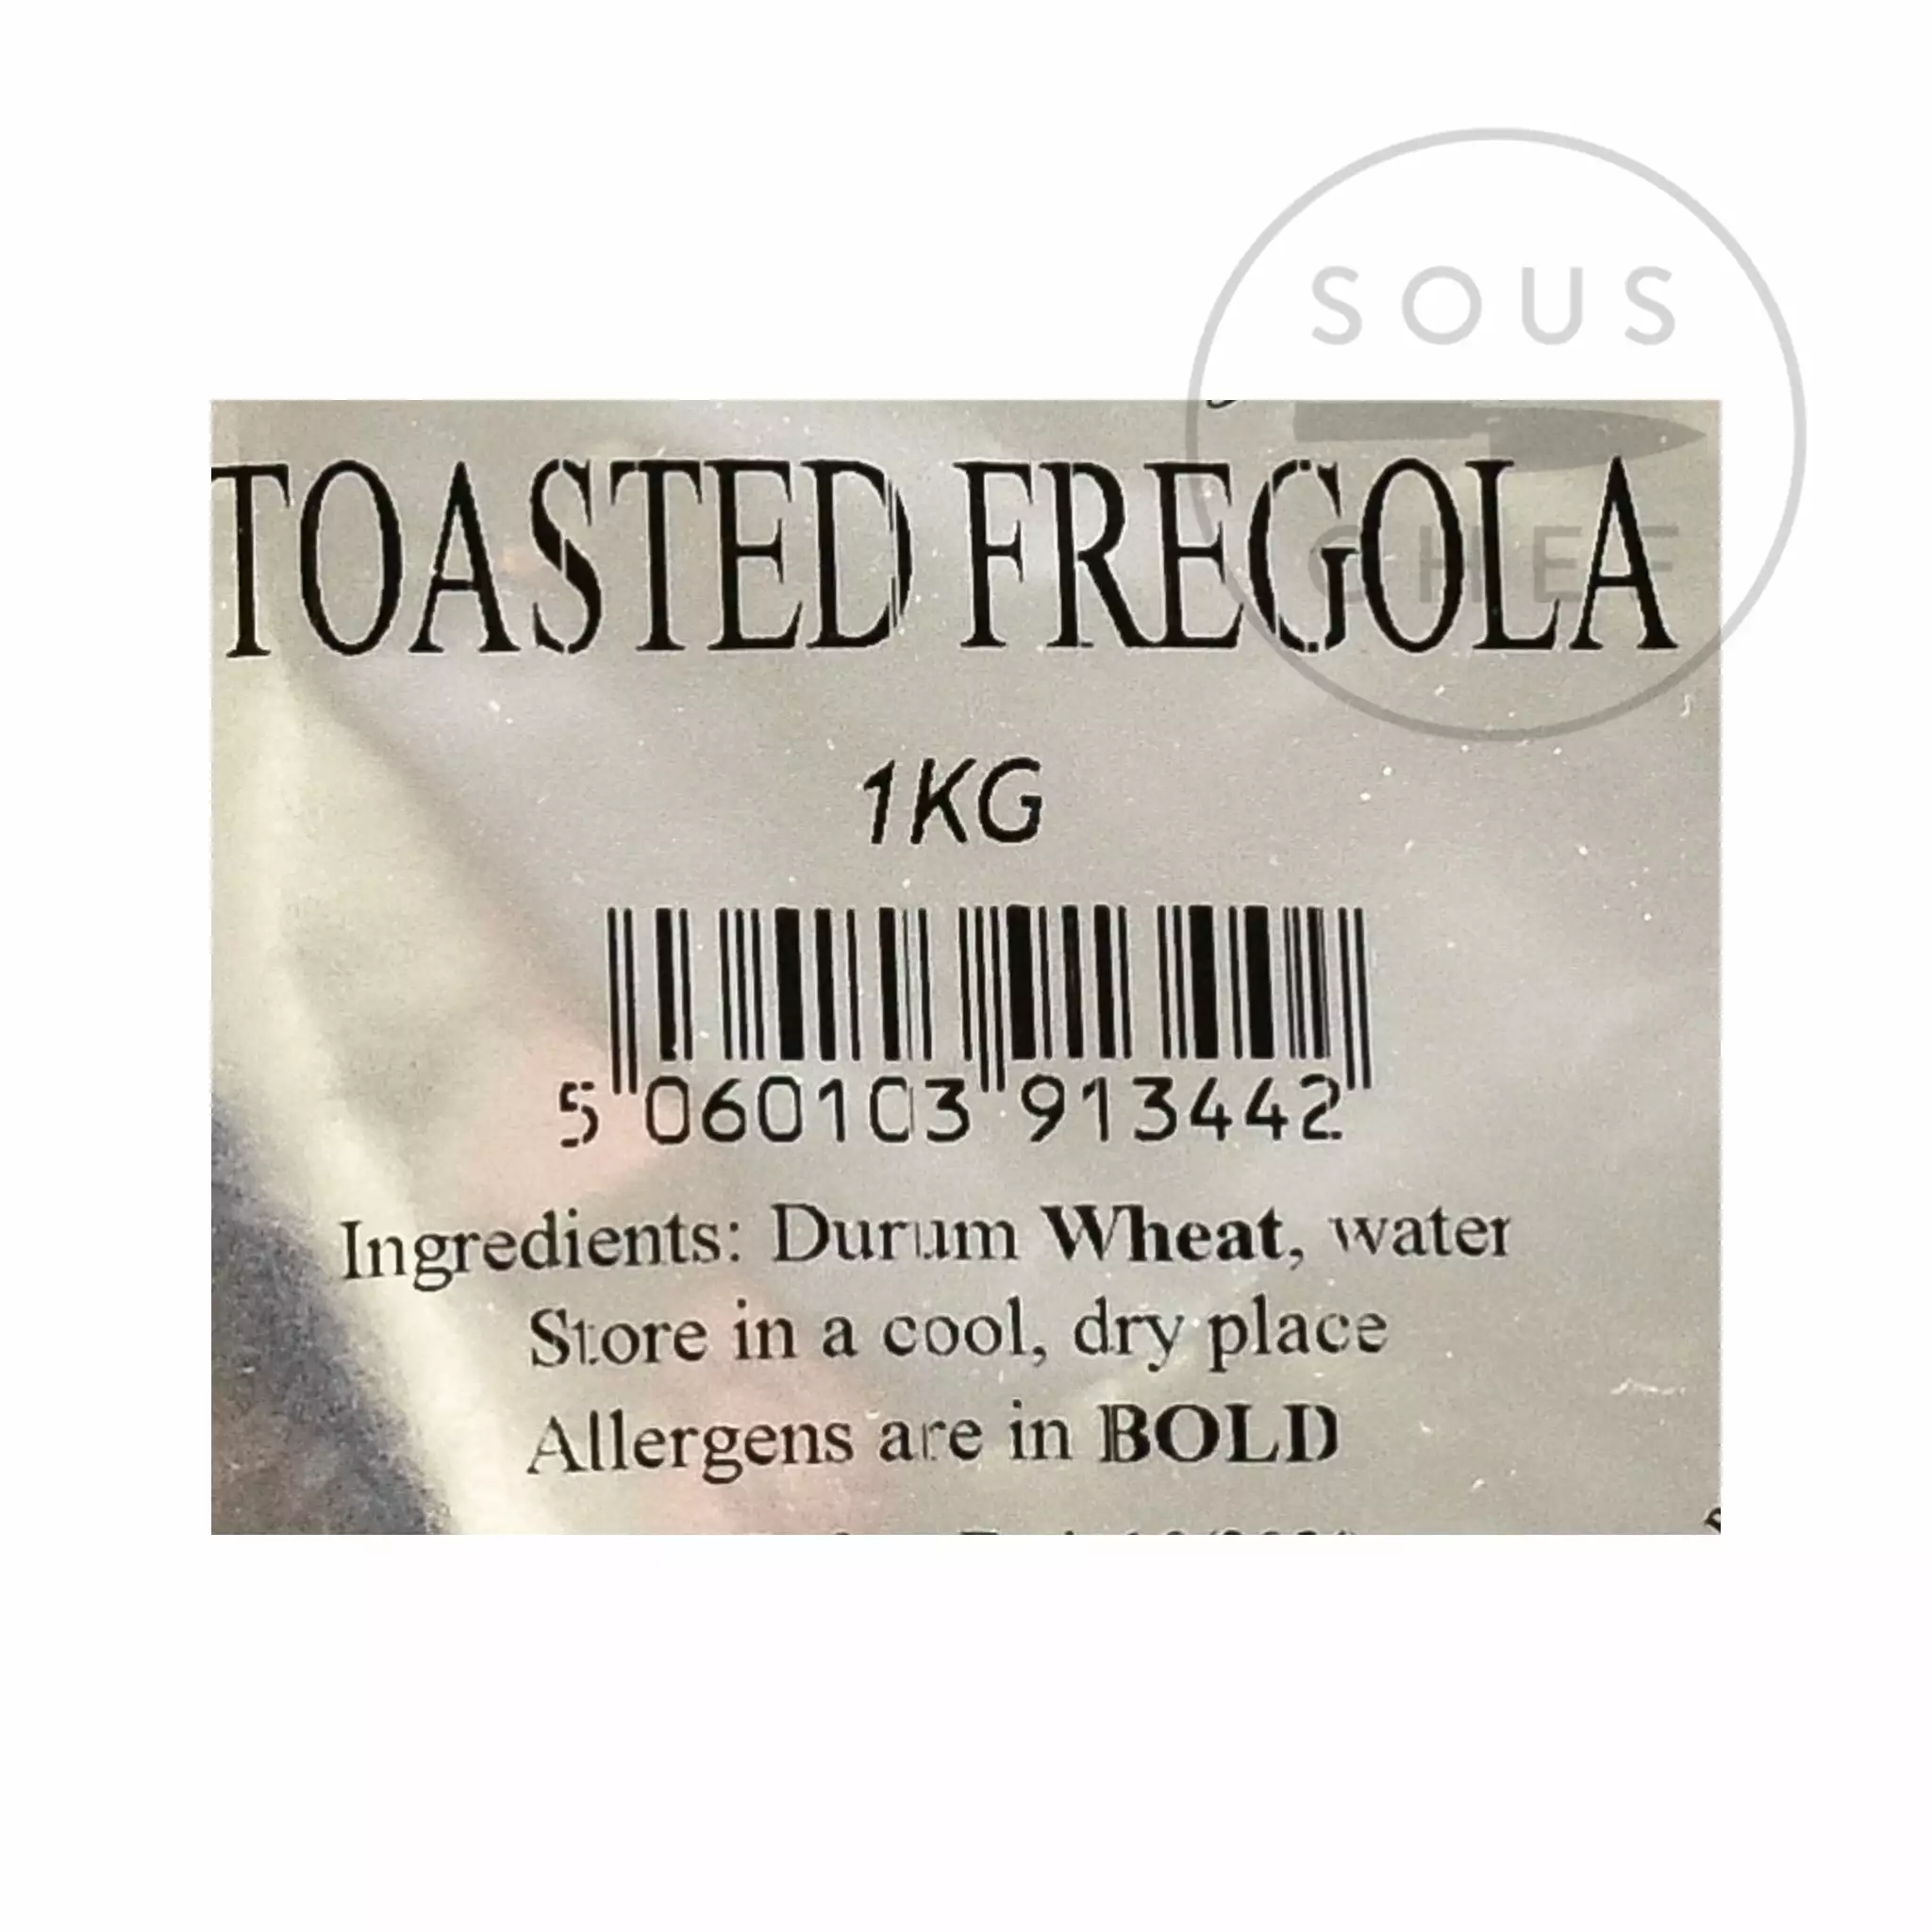 SOUS
CHEF
TOASTED FREGOLA
1KG
5 060103 913442
Ingredients: Durum Wheat, water
Store in a cool, dry place
Allergens are in BOLD